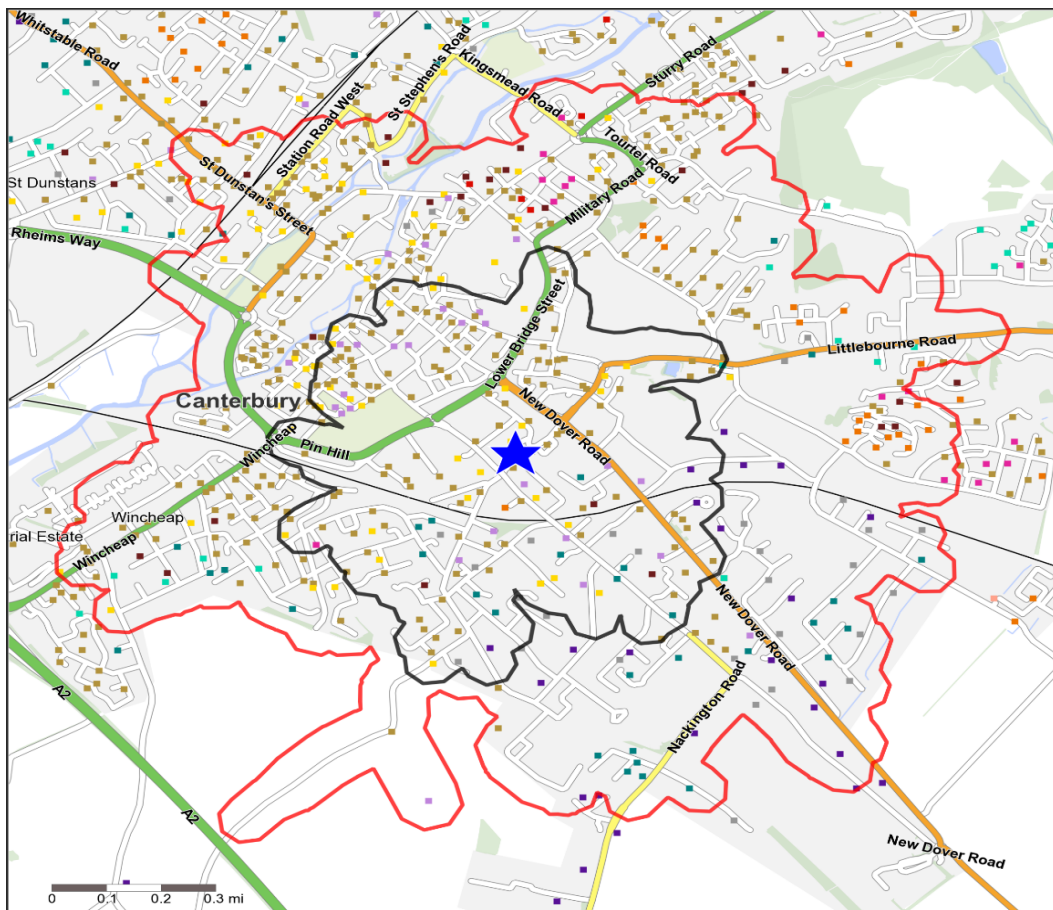 Whitstable Road
St Stephen's Road
Kingsmead Road
Sturry Road
Station Road West
Tourtel Road
St Dunstans
St Dunstan's Street
Military Road
Rheims Way
Lower Bridge Street
Littlebourne Road
Canterbury
New Dover Road
Wincheap
Pin Hill
Wincheap
rial Estate
Wincheap
New Dover Road
Nackington Road
A2
A2
New Dover Road
0 0.1 0.2 0.3 mi